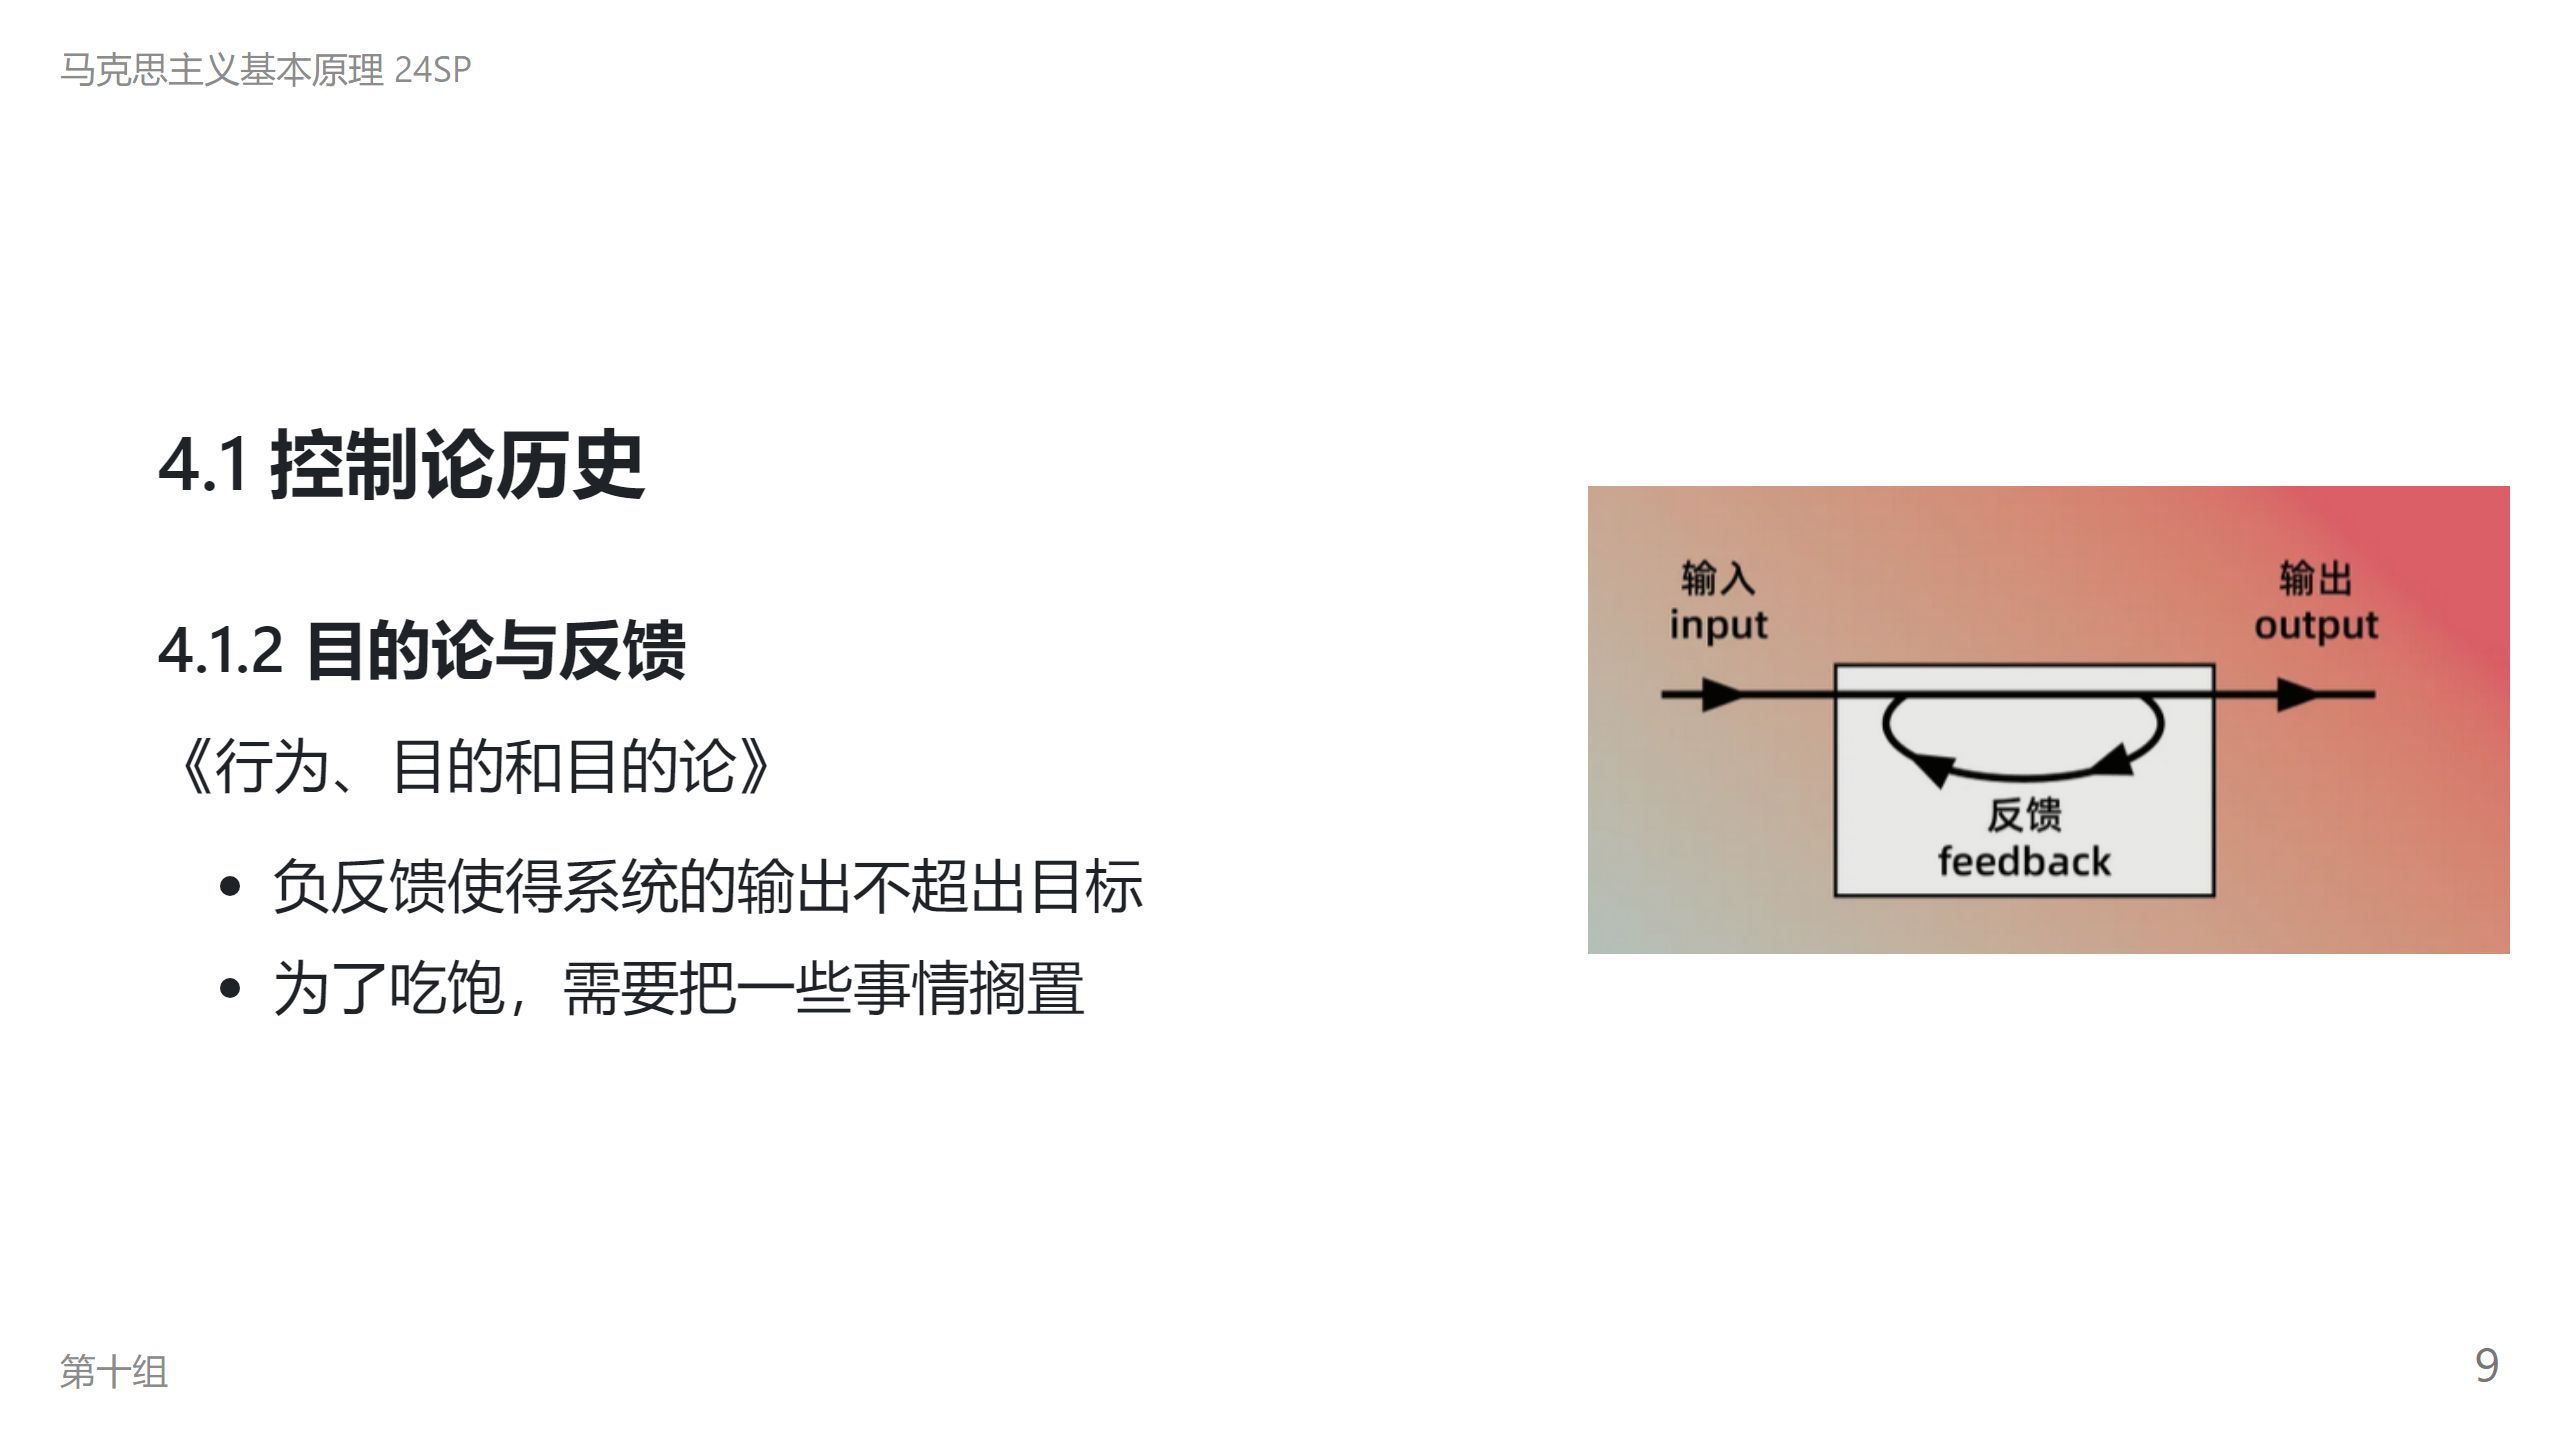 马克思主义基本原理 24SP
4.1 控制论历史
4.1.2 目的论与反馈
《行为、目的和目的论》
• 负反馈使得系统的输出不超出目标
• 为了吃饱，需要把一些事情搁置
输入
input
输出
output
反馈
feedback
第十组
9